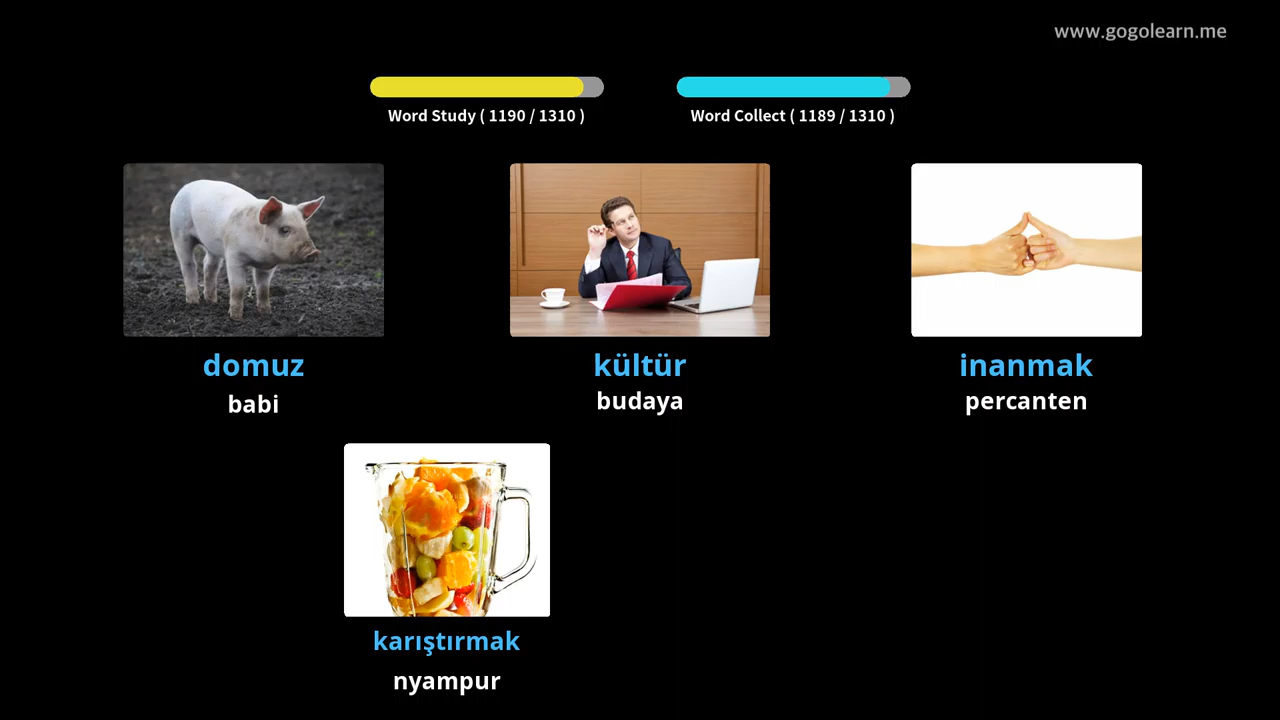 www.gogolearn.me
Word Study ( 1190 / 1310 )
Word Collect ( 1189 / 1310 )
domuz
babi
kültür
budaya
inanmak
percanten
karıştırmak
nyampur